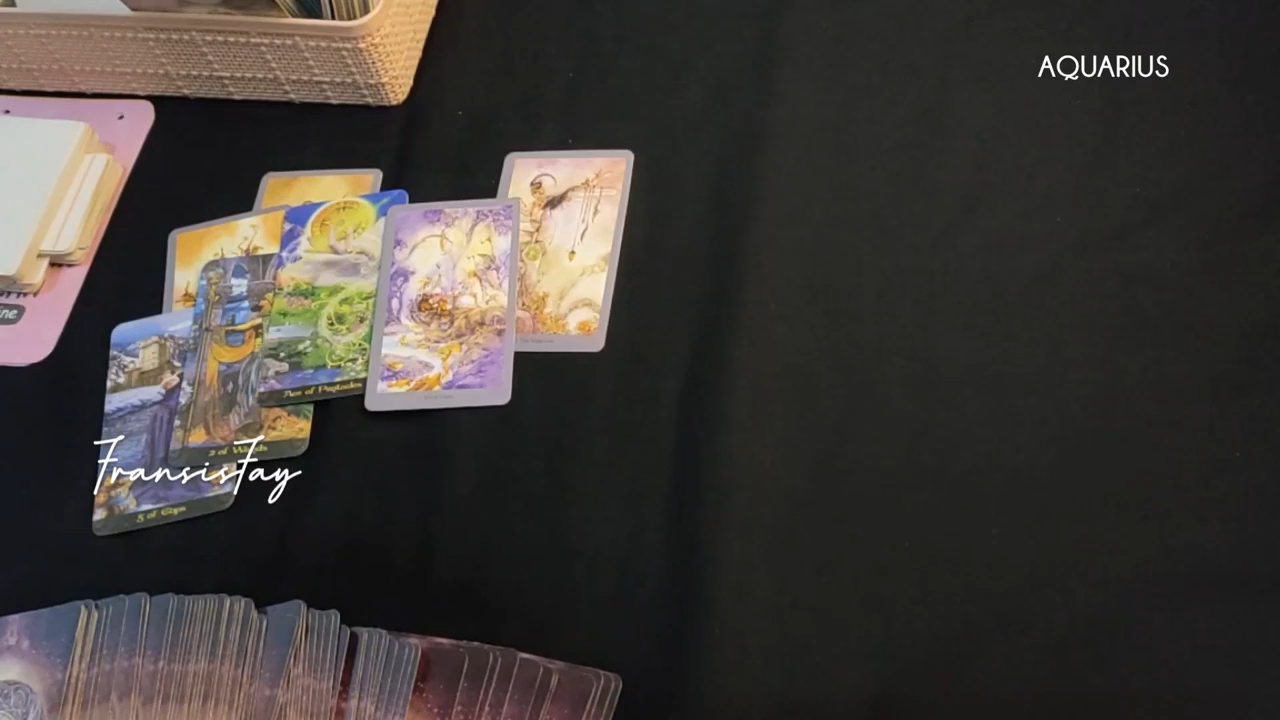 AQUARIUS
Ace of Pentacles
2 of Wands
FransisFay
5 of Cups